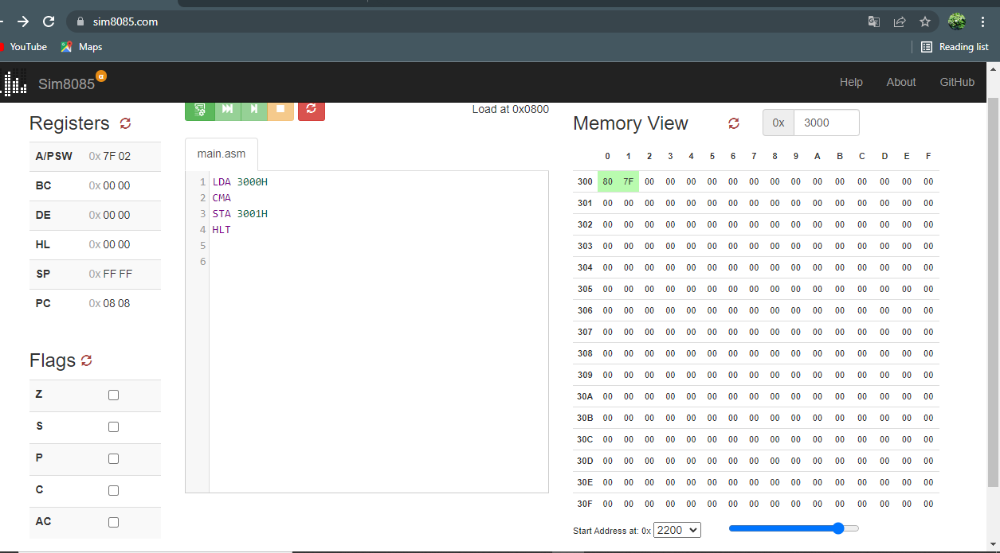 sim8085.com
YouTube Maps Reading list
Sim8085 α Help About GitHub
Registers
A/PSW 0x 7F 02
BC 0x 00 00
DE 0x 00 00
HL 0x 00 00
SP 0x FF FF
PC 0x 08 08
Flags
Z
S
P
C
AC
Load at 0x0800
main.asm
1 LDA 3000H
2 CMA
3 STA 3001H
4 HLT
5
6
Memory View 0x 3000
0 1 2 3 4 5 6 7 8 9 A B C D E F
300 80 7F 00 00 00 00 00 00 00 00 00 00 00 00 00 00
301 00 00 00 00 00 00 00 00 00 00 00 00 00 00 00 00
302 00 00 00 00 00 00 00 00 00 00 00 00 00 00 00 00
303 00 00 00 00 00 00 00 00 00 00 00 00 00 00 00 00
304 00 00 00 00 00 00 00 00 00 00 00 00 00 00 00 00
305 00 00 00 00 00 00 00 00 00 00 00 00 00 00 00 00
306 00 00 00 00 00 00 00 00 00 00 00 00 00 00 00 00
307 00 00 00 00 00 00 00 00 00 00 00 00 00 00 00 00
308 00 00 00 00 00 00 00 00 00 00 00 00 00 00 00 00
309 00 00 00 00 00 00 00 00 00 00 00 00 00 00 00 00
30A 00 00 00 00 00 00 00 00 00 00 00 00 00 00 00 00
30B 00 00 00 00 00 00 00 00 00 00 00 00 00 00 00 00
30C 00 00 00 00 00 00 00 00 00 00 00 00 00 00 00 00
30D 00 00 00 00 00 00 00 00 00 00 00 00 00 00 00 00
30E 00 00 00 00 00 00 00 00 00 00 00 00 00 00 00 00
30F 00 00 00 00 00 00 00 00 00 00 00 00 00 00 00 00
Start Address at: 0x 2200